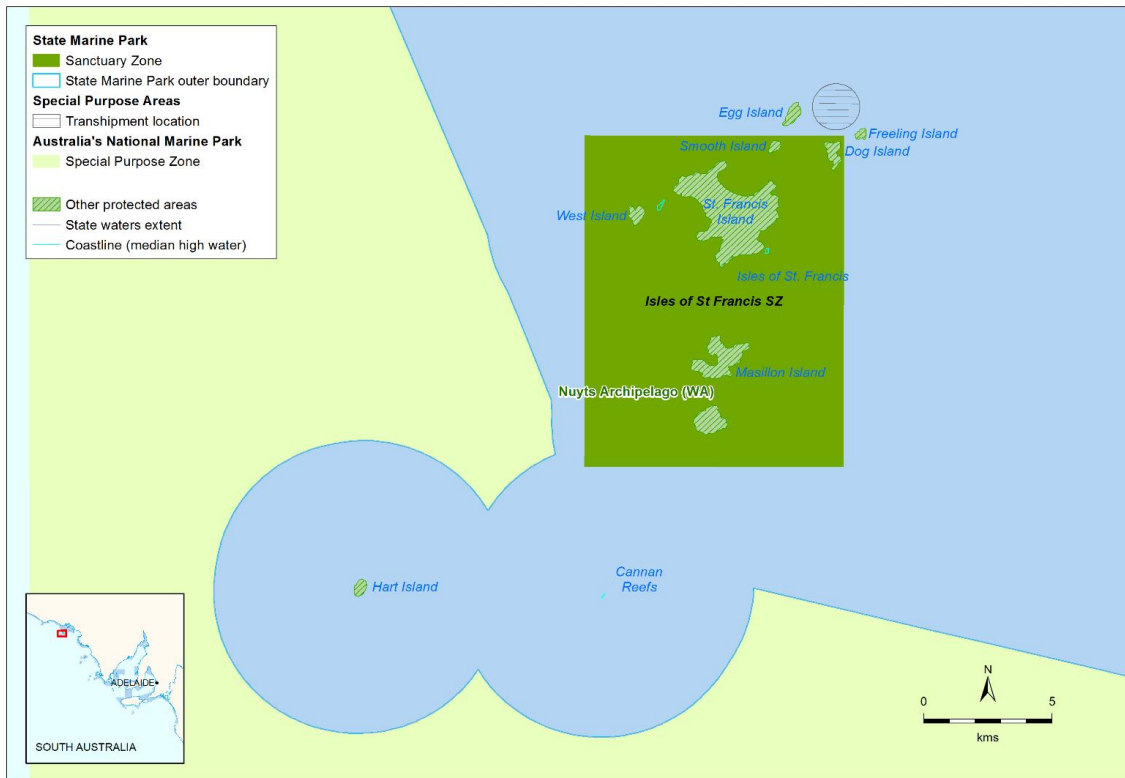 State Marine Park
Sanctuary Zone
State Marine Park outer boundary
Special Purpose Areas
Transhipment location
Australia's National Marine Park
Special Purpose Zone
Other protected areas
State waters extent
Coastline (median high water)
Egg Island
Freeling Island
Smooth Island
Dog Island
West Island
St. Francis
Island
Isles of St. Francis
Isles of St Francis SZ
Masillon Island
Nuyts Archipelago (WA)
Hart Island
Cannan
Reefs
ADELAIDE
SOUTH AUSTRALIA
N
0
5
kms